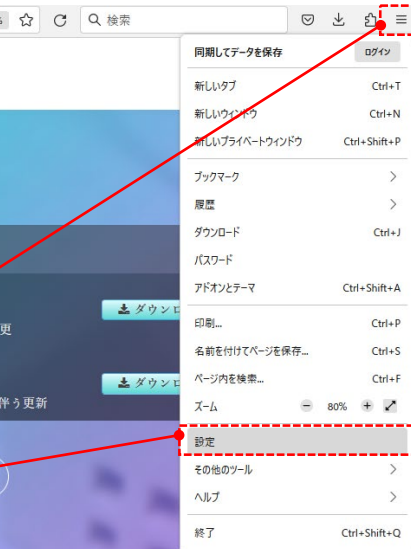 検索
同期してデータを保存 ログイン
新しいタブ Ctrl+T
新しいウィンドウ Ctrl+N
新しいプライベートウィンドウ Ctrl+Shift+P
ブックマーク
履歴
ダウンロード Ctrl+J
パスワード
アドオンとテーマ Ctrl+Shift+A
印刷... Ctrl+P
名前を付けてページを保存... Ctrl+S
ページ内を検索... Ctrl+F
ズーム 80%
設定
その他のツール
ヘルプ
終了 Ctrl+Shift+Q
ダウンロ
更
ダウンロ
伴う更新